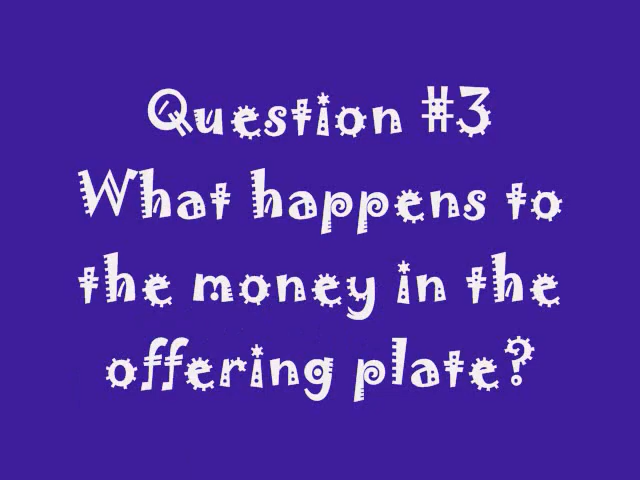 Question #3
What happens to
the money in the
offering plate?